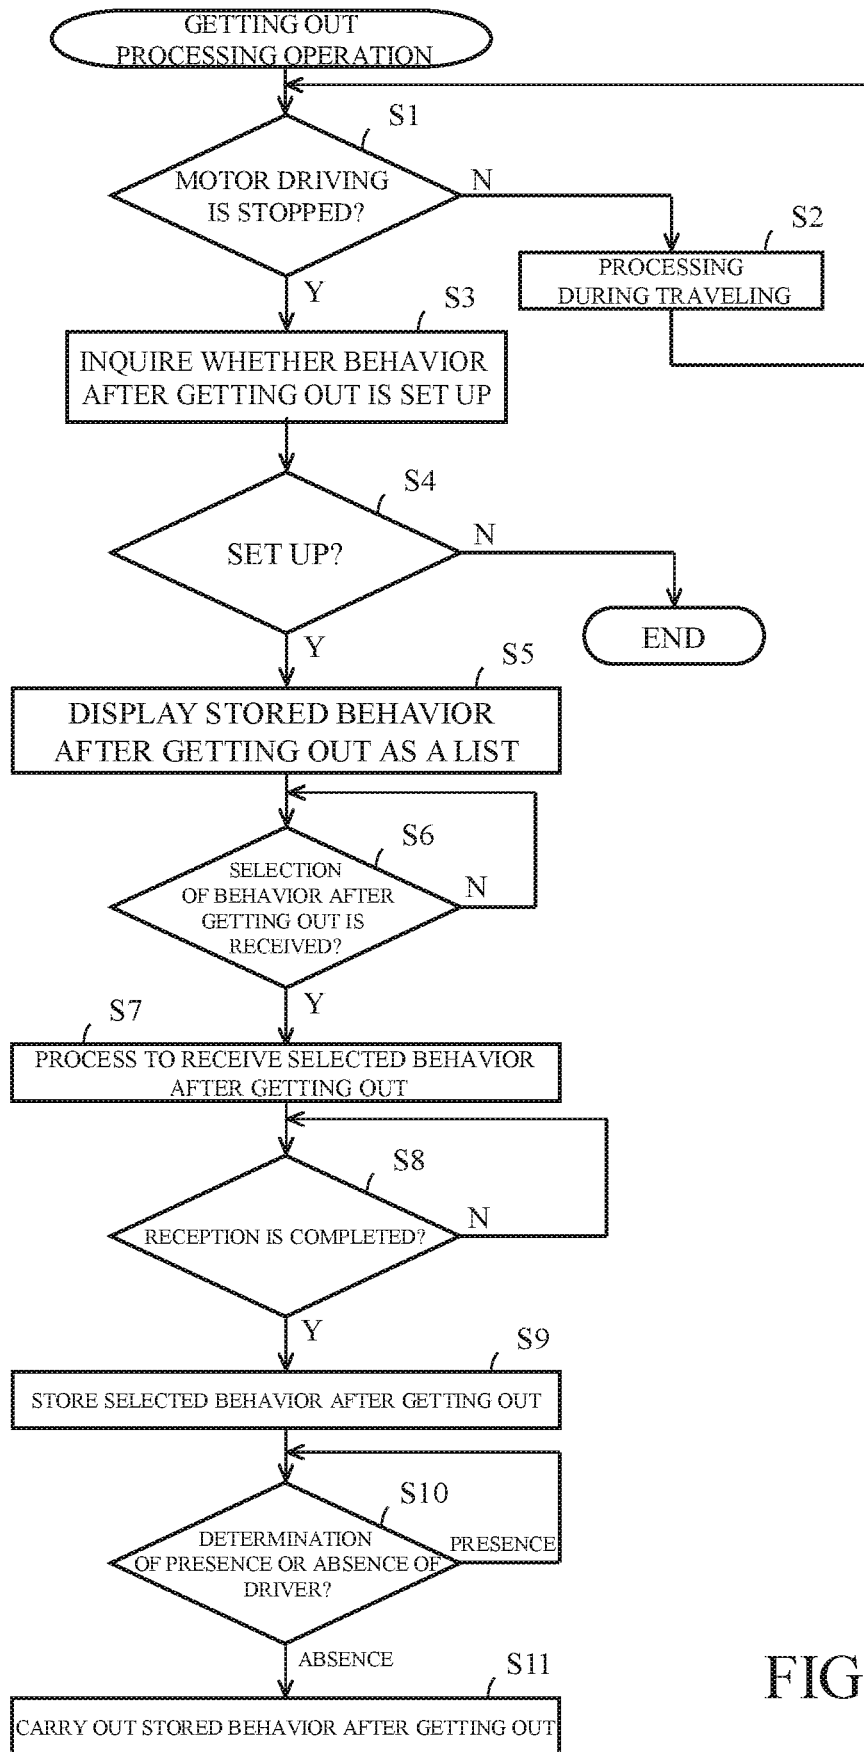 GETTING OUT
PROCESSING OPERATION
S1
MOTOR DRIVING
IS STOPPED?
N
Y
S2
PROCESSING
DURING TRAVELING
S3
INQUIRE WHETHER BEHAVIOR
AFTER GETTING OUT IS SET UP
S4
SET UP?
N
Y
END
S5
DISPLAY STORED BEHAVIOR
AFTER GETTING OUT AS A LIST
S6
SELECTION
OF BEHAVIOR AFTER
GETTING OUT IS
RECEIVED?
N
Y
S7
PROCESS TO RECEIVE SELECTED BEHAVIOR
AFTER GETTING OUT
S8
RECEPTION IS COMPLETED?
N
Y
S9
STORE SELECTED BEHAVIOR AFTER GETTING OUT
S10
DETERMINATION
OF PRESENCE OR ABSENCE OF
DRIVER?
PRESENCE
ABSENCE
S11
CARRY OUT STORED BEHAVIOR AFTER GETTING OUT
FIG